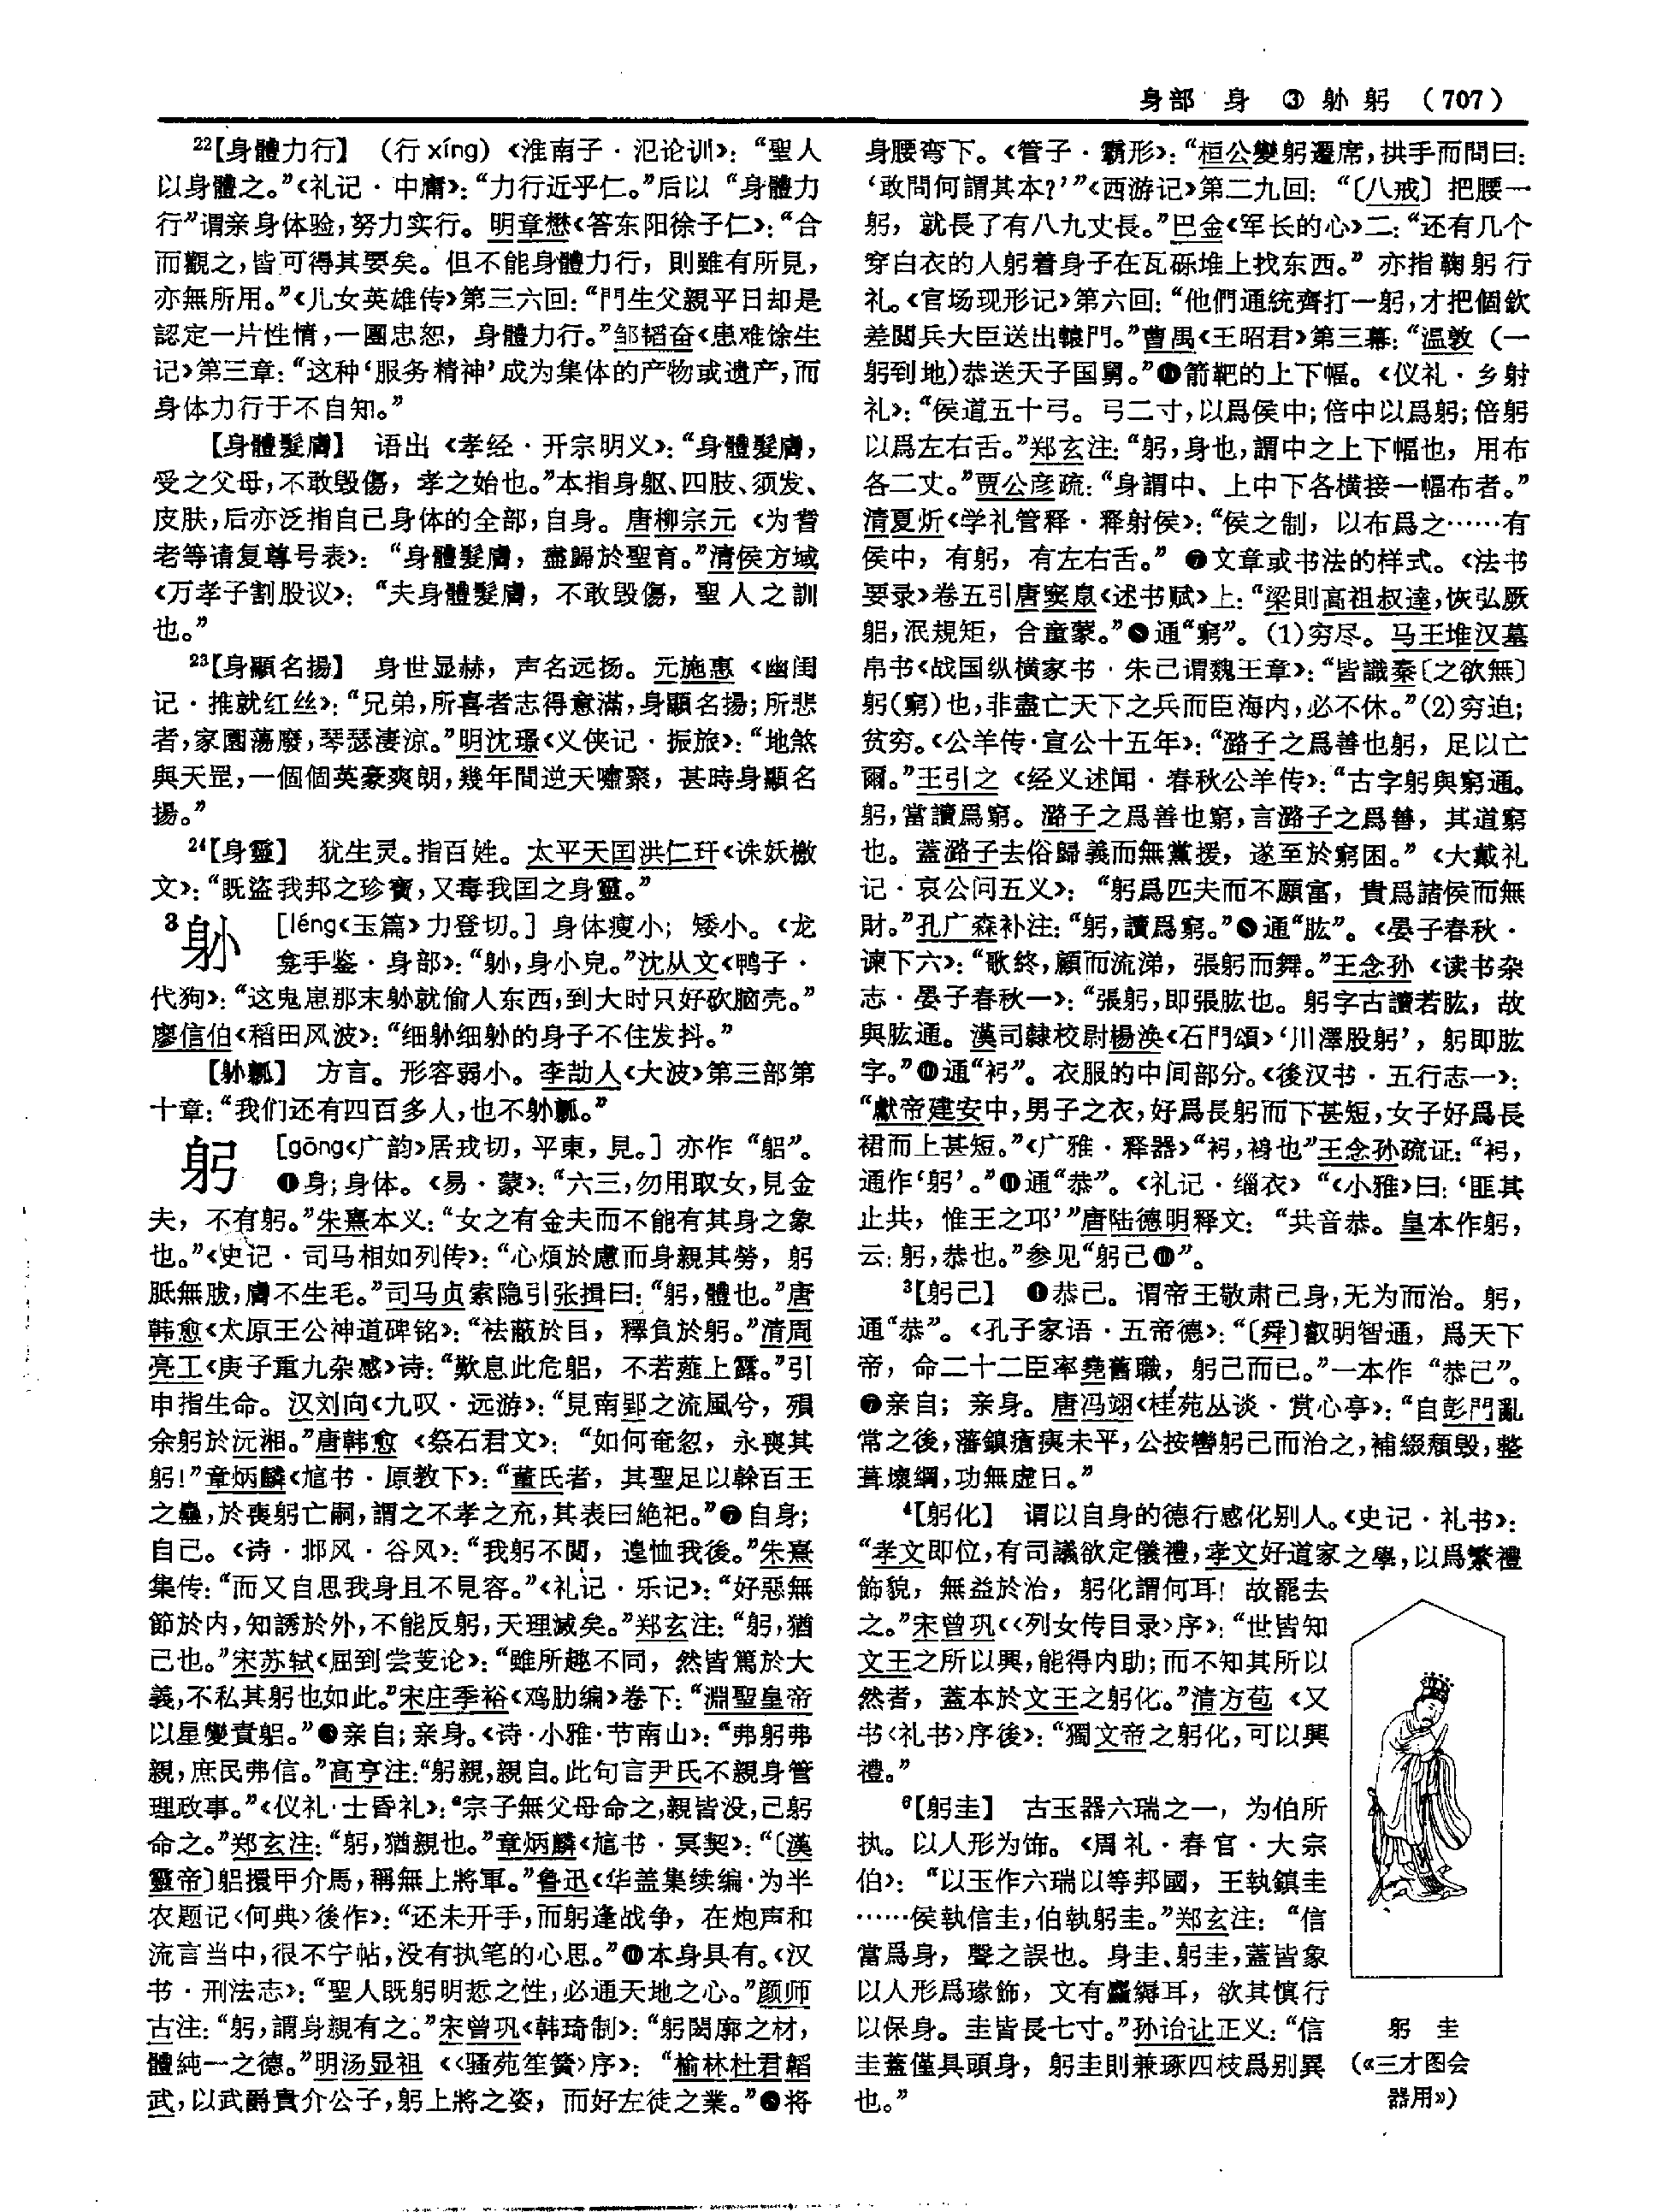 身部 身 ③ 躮 躬 （707）
22【身體力行】 （行 xíng）《淮南子·氾论训》：“聖人
以身體之。”《礼记·中庸》：“力行近乎仁。”后以“身體力
行”谓亲身体验，努力实行。明章懋《答东阳徐子仁》：“合
而觀之，皆可得其要矣。但不能身體力行，則雖有所見，
亦無所用。”《儿女英雄传》第三六回：“門生父親平日却是
認定一片性情，一團忠恕，身體力行。”邹韬奋《患难馀生
记》第三章：“这种‘服务精神’成为集体的产物或遗产，而
身体力行于不自知。”
【身體髮膚】 语出《孝经·开宗明义》：“身體髮膚，
受之父母，不敢毁傷，孝之始也。”本指身躯、四肢、须发、
皮肤，后亦泛指自己身体的全部，自身。唐柳宗元《为耆
老等请复尊号表》：“身體髮膚，盡歸於聖育。”清侯方域
《万孝子割股议》：“夫身體髮膚，不敢毁傷，聖人之訓
也。”
23【身顯名揚】 身世显赫，声名远扬。元施惠《幽闺
记·推就红丝》：“兄弟，所喜者志得意滿，身顯名揚；所悲
者，家園蕩廢，琴瑟淒涼。”明沈璟《义侠记·振旅》：“地煞
與天罡，一個個英豪爽朗，幾年間逆天嘯聚，甚時身顯名
揚。”
24【身靈】 犹生灵。指百姓。太平天囯洪仁玕《诛妖檄
文》：“既盜我邦之珍寳，又毒我囯之身靈。”
3躮 ［léng《玉篇》力登切。］身体瘦小；矮小。《龙
龛手鉴·身部》：“躮，身小皃。”沈从文《鸭子·
代狗》：“这鬼崽那末躮就偷人东西，到大时只好砍脑壳。”
廖信伯《稻田风波》：“细躮细躮的身子不住发抖。”
方言。形容弱小。李劼人《大波》第三部第
十章：“我们还有四百多人，也不
躬 ［gōng《广韵》居戎切，平東，見。］亦作“躳”。
❶身；身体。《易·蒙》：“六三，勿用取女，見金
夫，不有躬。”朱熹本义：“女之有金夫而不能有其身之象
也。”《史记·司马相如列传》：“心煩於慮而身親其勞，躬
胝無胈，膚不生毛。”司马贞索隐引张揖曰：“躬，體也。”唐
韩愈《太原王公神道碑铭》：“祛蔽於目，釋負於躬。”清周
亮工《庚子重九杂感》诗：“歎息此危躳，不若薤上露。”引
申指生命。汉刘向《九叹·远游》：“見南郢之流風兮，殞
余躬於沅湘。”唐韩愈《祭石君文》：“如何奄忽，永喪其
躬！”章炳麟《訄书·原教下》：“董氏者，其聖足以榦百王
之蠱，於喪躬亡嗣，謂之不孝之充，其表曰絶祀。”❷自身；
自己。《诗·邶风·谷风》：“我躬不閲，遑恤我後。”朱熹
集传：“而又自思我身且不見容。”《礼记·乐记》：“好惡無
節於内，知誘於外，不能反躬，天理滅矣。”郑玄注：“躬，猶
己也。”宋苏轼《屈到尝芰论》：“雖所趣不同，然皆篤於大
義，不私其躬也如此。”宋庄季裕《鸡肋编》卷下：“淵聖皇帝
以星變責躳。”❸亲自；亲身。《诗·小雅·节南山》：“弗躬弗
親，庶民弗信。”高亨注：“躬親，親自。此句言尹氏不親身管
理政事。”《仪礼·士昏礼》：“宗子無父母命之，親皆没，己躬
命之。”郑玄注：“躬，猶親也。”章炳麟《訄书·冥契》：“〔漢
靈帝〕躳擐甲介馬，稱無上將軍。”鲁迅《华盖集续编·为半
农题记〈何典〉後作》：“还未开手，而躬逢战争，在炮声和
流言当中，很不宁帖，没有执笔的心思。”❹本身具有。《汉
书·刑法志》：“聖人既躬明悊之性，必通天地之心。”颜师
古注：“躬，謂身親有之。”宋曾巩《韩琦制》：“躬閎廓之材，
體純一之德。”明汤显祖《〈骚苑笙簧〉序》：“榆林杜君韜
武，以武爵貴介公子，躬上將之姿，而好左徒之業。”❺将
身腰弯下。《管子·霸形》：“桓公變躬遷席，拱手而問曰：
‘敢問何謂其本？’”《西游记》第二九回：“〔八戒〕把腰一
躬，就長了有八九丈長。”巴金《军长的心》二：“还有几个
穿白衣的人躬着身子在瓦砾堆上找东西。”亦指鞠躬行
礼。《官场现形记》第六回：“他們通統齊打一躬，才把個欽
差閲兵大臣送出轅門。”曹禺《王昭君》第三幕：“温敦（一
躬到地）恭送天子国舅。”❻箭靶的上下幅。《仪礼·乡射
礼》：“侯道五十弓。弓二寸，以爲侯中；倍中以爲躬；倍躬
以爲左右舌。”郑玄注：“躬，身也，謂中之上下幅也，用布
各二丈。”贾公彦疏：“身謂中、上中下各横接一幅布者。”
清夏炘《学礼管释·释射侯》：“侯之制，以布爲之……有
侯中，有躬，有左右舌。”❼文章或书法的样式。《法书
要录》卷五引唐窦臮《述书赋》上：“梁則高祖叔達，恢弘厥
躳，泯規矩，合童蒙。”❽通“窮”。(1)穷尽。马王堆汉墓
帛书《战国纵横家书·朱己谓魏王章》：“皆識秦〔之欲無〕
躬（窮）也，非盡亡天下之兵而臣海内，必不休。”(2)穷迫；
贫穷。《公羊传·宣公十五年》：“潞子之爲善也躬，足以亡
爾。”王引之《经义述闻·春秋公羊传》：“古字躬與窮通。
躬，當讀爲窮。潞子之爲善也窮，言潞子之爲善，其道窮
也。蓋潞子去俗歸義而無黨援，遂至於窮困。”《大戴礼
记·哀公问五义》：“躬爲匹夫而不願富，貴爲諸侯而無
財。”孔广森补注：“躬，讀爲窮。”❾通“肱”。《晏子春秋·
谏下六》：“歌終，顧而流涕，張躬而舞。”王念孙《读书杂
志·晏子春秋一》：“張躬，即張肱也。躬字古讀若肱，故
與肱通。漢司隸校尉楊涣《石門頌》‘川澤股躬’，躬即肱
字。”❿通“裑”。衣服的中间部分。《後汉书·五行志一》：
“獻帝建安中，男子之衣，好爲長躬而下甚短，女子好爲長
裙而上甚短。”《广雅·释器》“裑，裪也”王念孙疏证：“裑，
通作‘躬’。”⓫通“恭”。《礼记·缁衣》“《小雅》曰：‘匪其
止共，惟王之邛’”唐陆德明释文：“共音恭。皇本作躬，
云：躬，恭也。”参见“躬己❶”。
3【躬己】 ❶恭己。谓帝王敬肃己身，无为而治。躬，
通“恭”。《孔子家语·五帝德》：“〔舜〕叡明智通，爲天下
帝，命二十二臣率堯舊職，躬己而已。”一本作“恭己”。
❷亲自；亲身。唐冯翊《桂苑丛谈·赏心亭》：“自彭門亂
常之後，藩鎮瘡痍未平，公按轡躬己而治之，補綴頽毁，整
葺壞綱，功無虚日。”
4【躬化】 谓以自身的德行感化别人。《史记·礼书》：
“孝文即位，有司議欲定儀禮，孝文好道家之學，以爲繁禮
飾貌，無益於治，躬化謂何耳！故罷去
之。”宋曾巩《〈列女传目录〉序》：“世皆知
文王之所以興，能得内助；而不知其所以
然者，蓋本於文王之躬化。”清方苞《又
书〈礼书〉序後》：“獨文帝之躬化，可以興
禮。”
6【躬圭】 古玉器六瑞之一，为伯所
执。以人形为饰。《周礼·春官·大宗
伯》：“以玉作六瑞以等邦國，王執鎮圭
……侯執信圭，伯執躬圭。”郑玄注：“信
當爲身，聲之誤也。身圭、躬圭，蓋皆象
以人形爲瑑飾，文有麤縟耳，欲其慎行
以保身。圭皆長七寸。”孙诒让正义：“信
圭蓋僅具頭身，躬圭則兼琢四枝爲别異
也。”
躬 圭
（《三才图会
器用》）